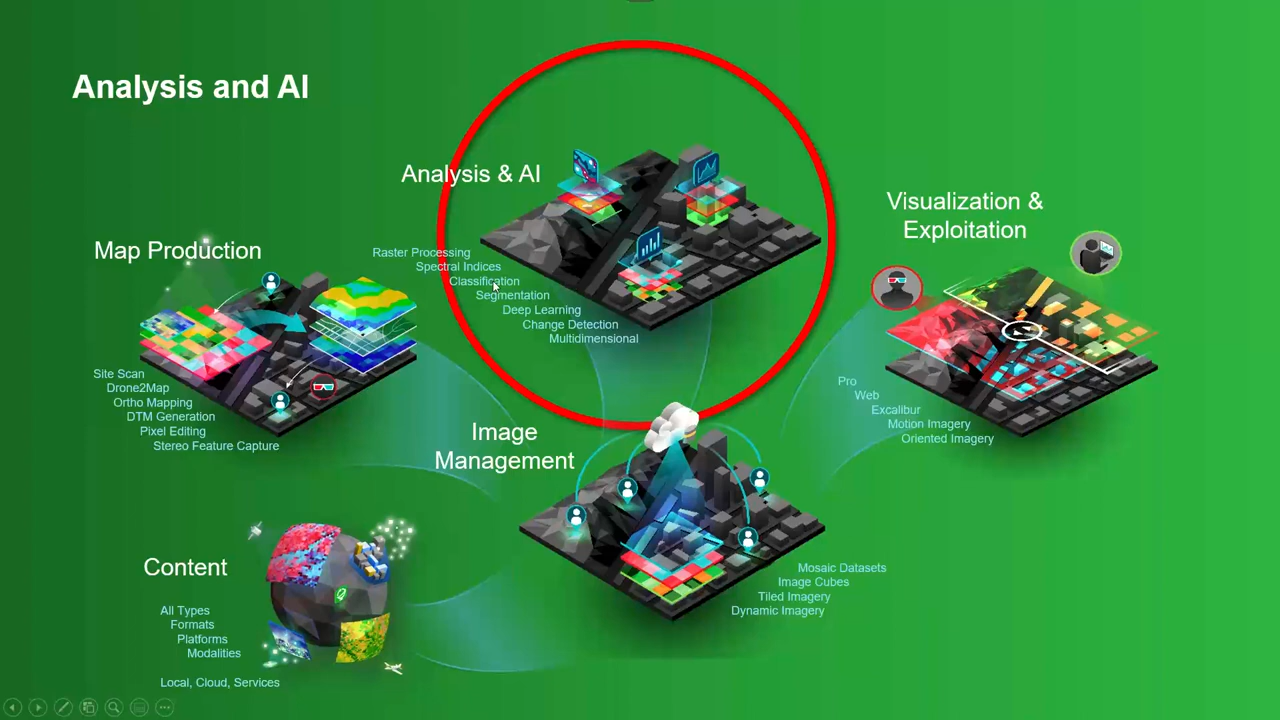 Analysis and AI
Analysis & AI
Raster Processing
Spectral Indices
Classification
Segmentation
Deep Learning
Change Detection
Multidimensional
Visualization &
Exploitation
Pro
Web
Excalibur
Motion Imagery
Oriented Imagery
Map Production
Site Scan
Drone2Map
Ortho Mapping
DTM Generation
Pixel Editing
Stereo Feature Capture
Image
Management
Mosaic Datasets
Image Cubes
Tiled Imagery
Dynamic Imagery
Content
All Types
Formats
Platforms
Modalities
Local, Cloud, Services